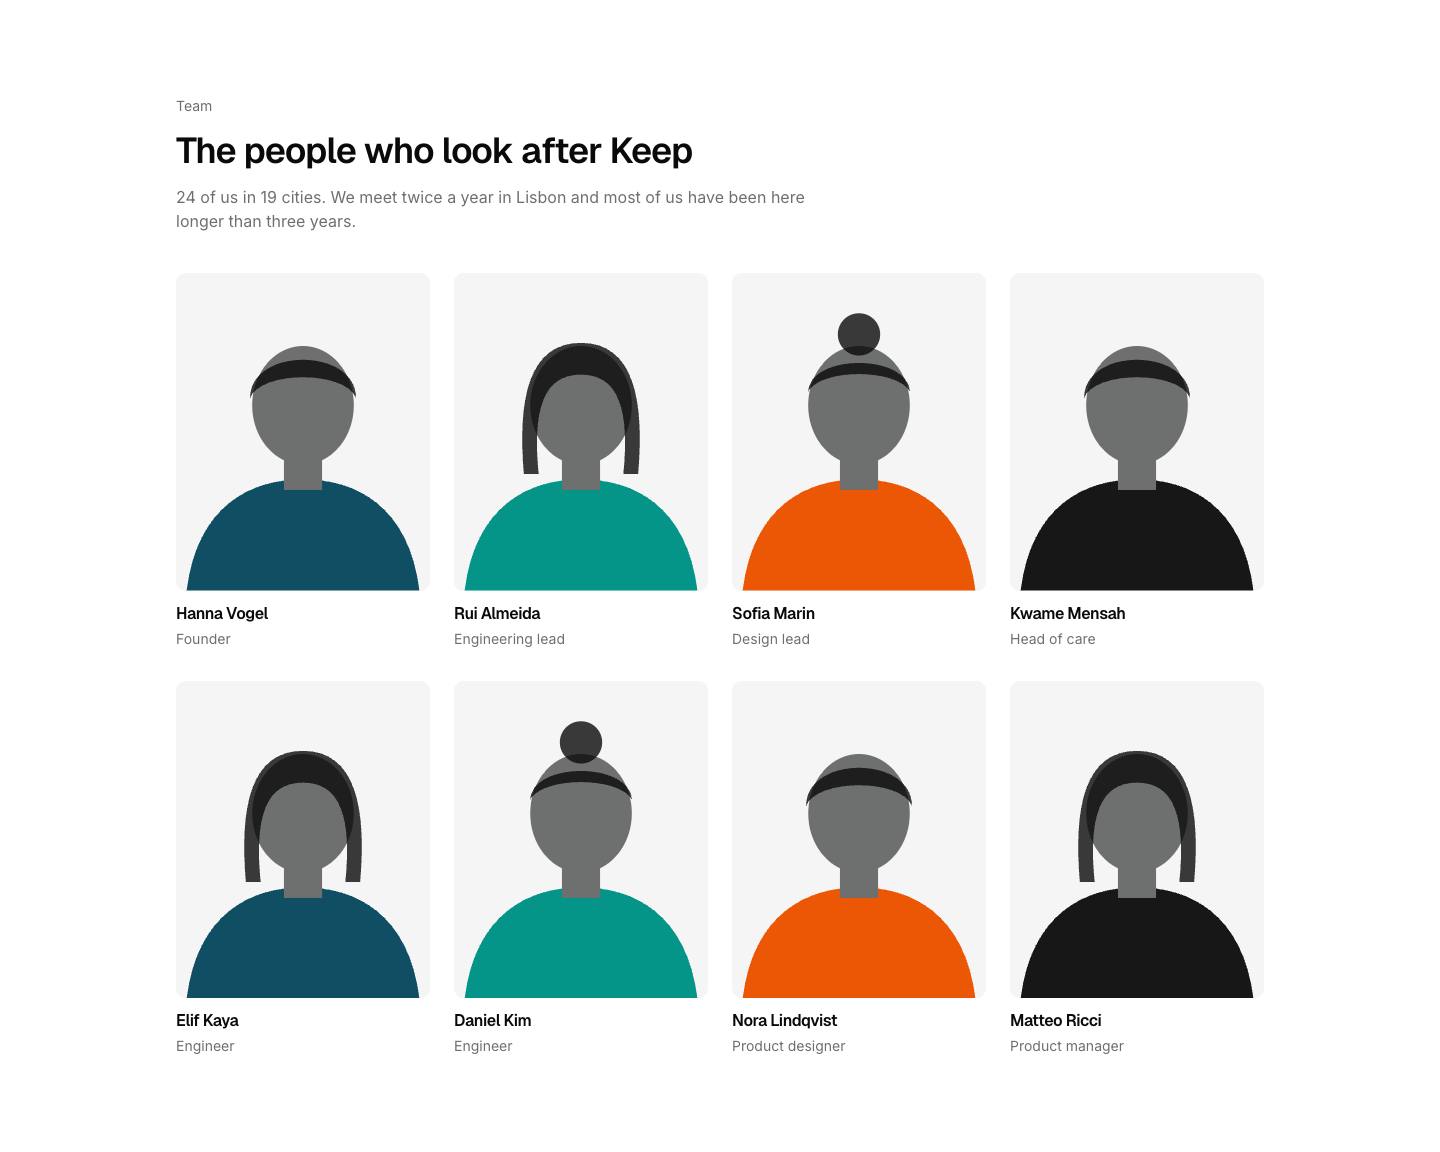 Team
The people who look after Keep
24 of us in 19 cities. We meet twice a year in Lisbon and most of us have been here
longer than three years.
Hanna Vogel
Founder
Rui Almeida
Engineering lead
Sofia Marin
Design lead
Kwame Mensah
Head of care
Elif Kaya
Engineer
Daniel Kim
Engineer
Nora Lindqvist
Product designer
Matteo Ricci
Product manager